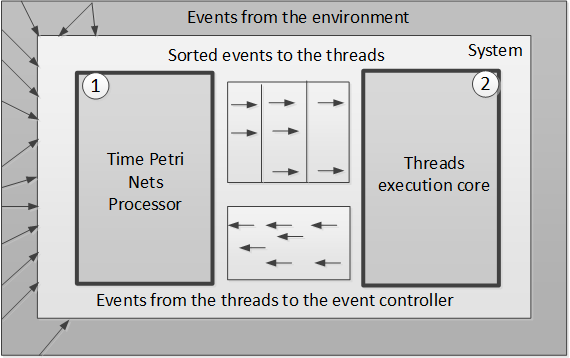 Events from the environment
System
Sorted events to the threads
1
2
Time Petri
Nets
Processor
Threads
execution core
Events from the threads to the event controller